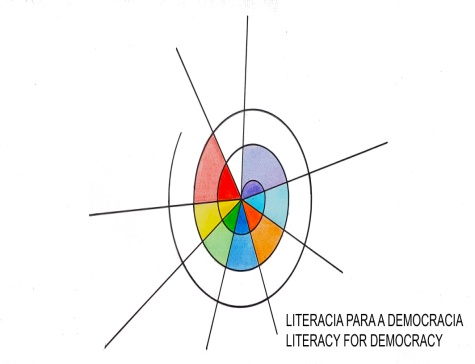 LITERACIA PARA A DEMOCRACIA
LITERACY FOR DEMOCRACY